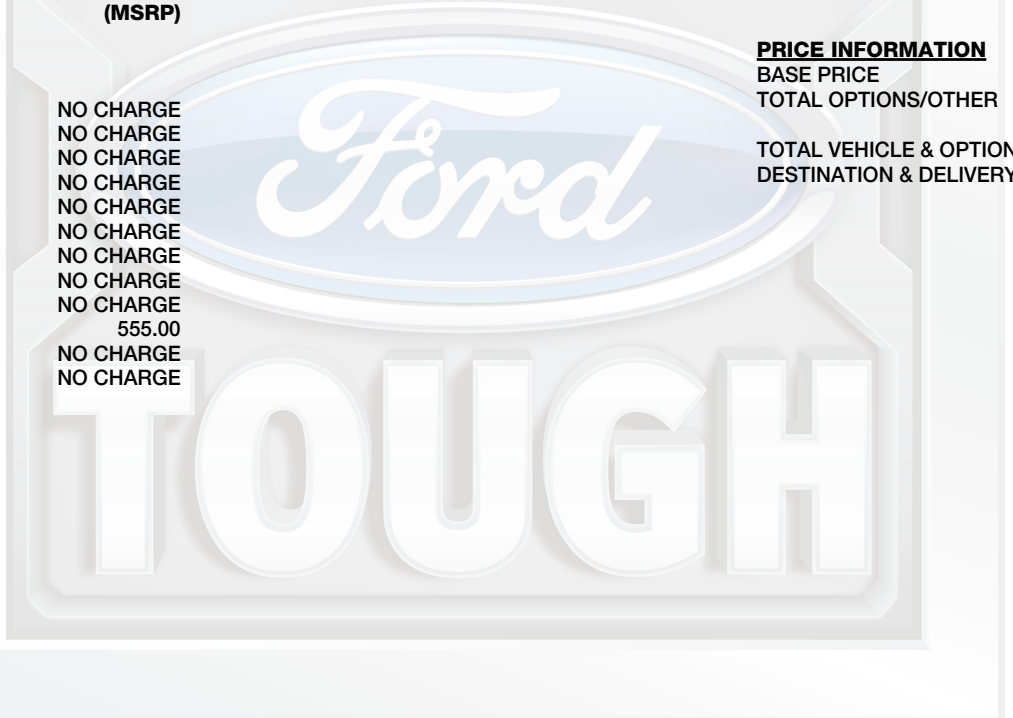 (MSRP)
NO CHARGE
NO CHARGE
NO CHARGE
NO CHARGE
NO CHARGE
NO CHARGE
NO CHARGE
NO CHARGE
NO CHARGE
555.00
NO CHARGE
NO CHARGE
PRICE INFORMATION
BASE PRICE
TOTAL OPTIONS/OTHER
TOTAL VEHICLE & OPTION
DESTINATION & DELIVERY
Ford
TOUGH